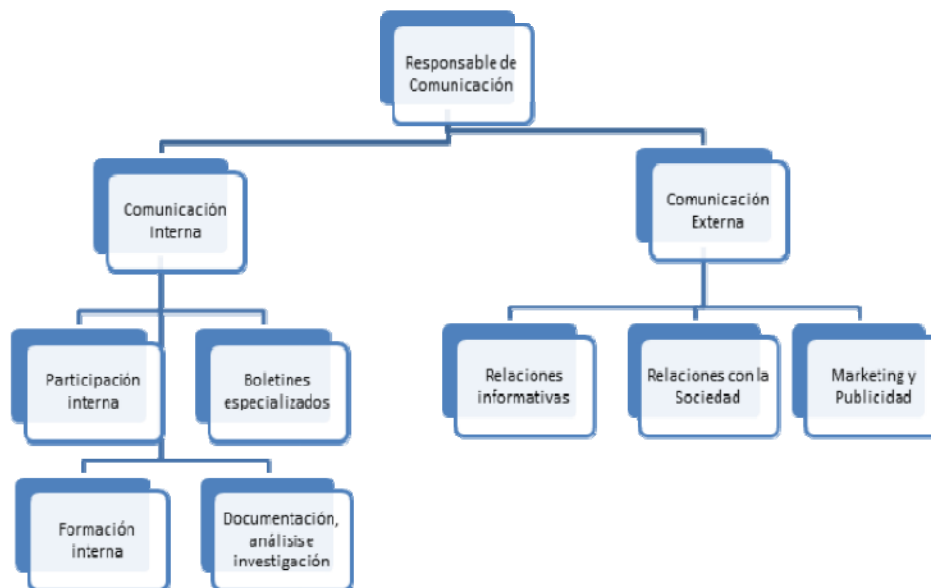 Responsable de
Comunicación
Comunicación
Interna
Comunicación
Externa
Participación
interna
Boletines
especializados
Relaciones
informativas
Relaciones con la
Sociedad
Marketing y
Publicidad
Formación
interna
Documentación,
análisis e
investigación